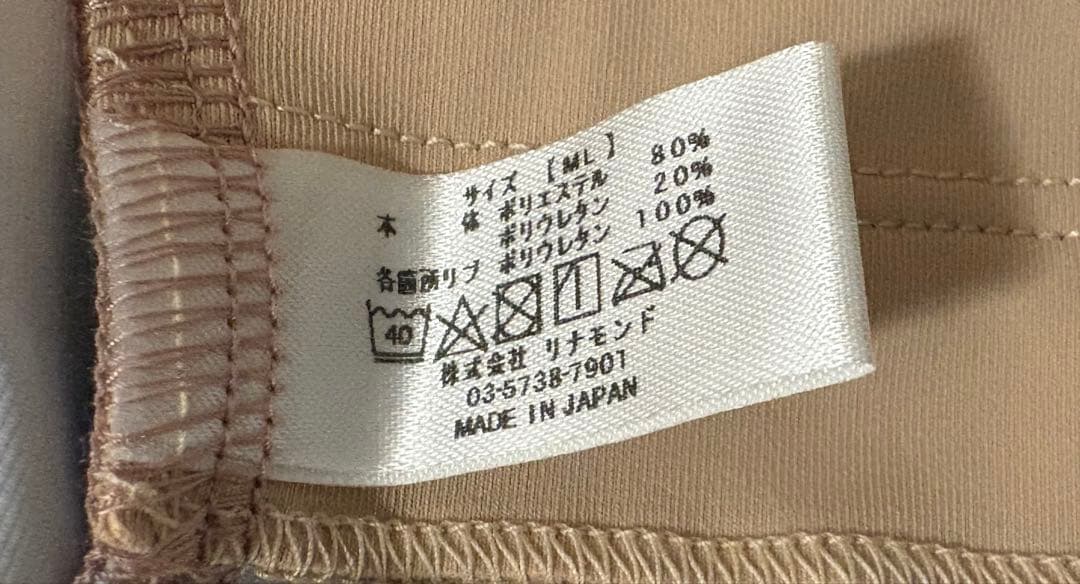 サイズ [ML]
本 体 ポリエステル 80%
ポリウレタン 20%
各箇所リブ ポリウレタン 100%
40
株式会社 リナモンド
03-5738-7901
MADE IN JAPAN